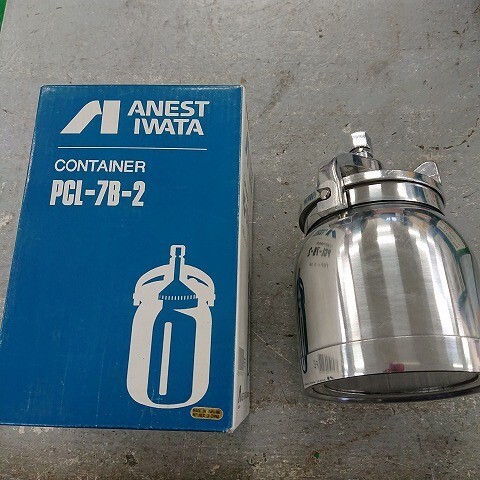 ANEST
IWATA
CONTAINER
PCL-7B-2